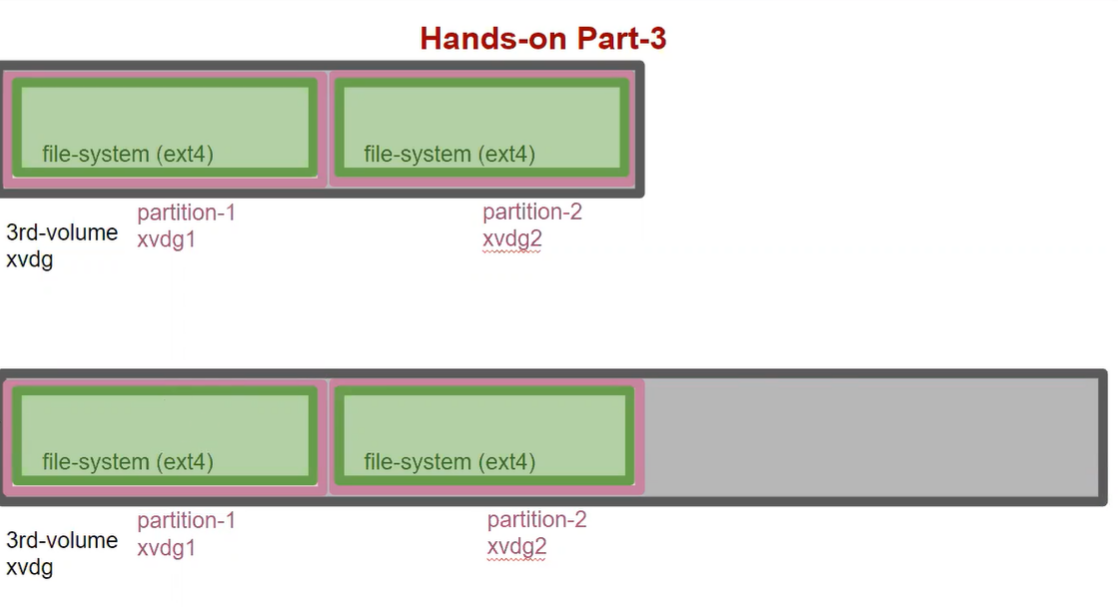 Hands-on Part-3
file-system (ext4)
file-system (ext4)
partition-1
xvdg1
partition-2
xvdg2
3rd-volume
xvdg
file-system (ext4)
file-system (ext4)
partition-1
xvdg1
partition-2
xvdg2
3rd-volume
xvdg